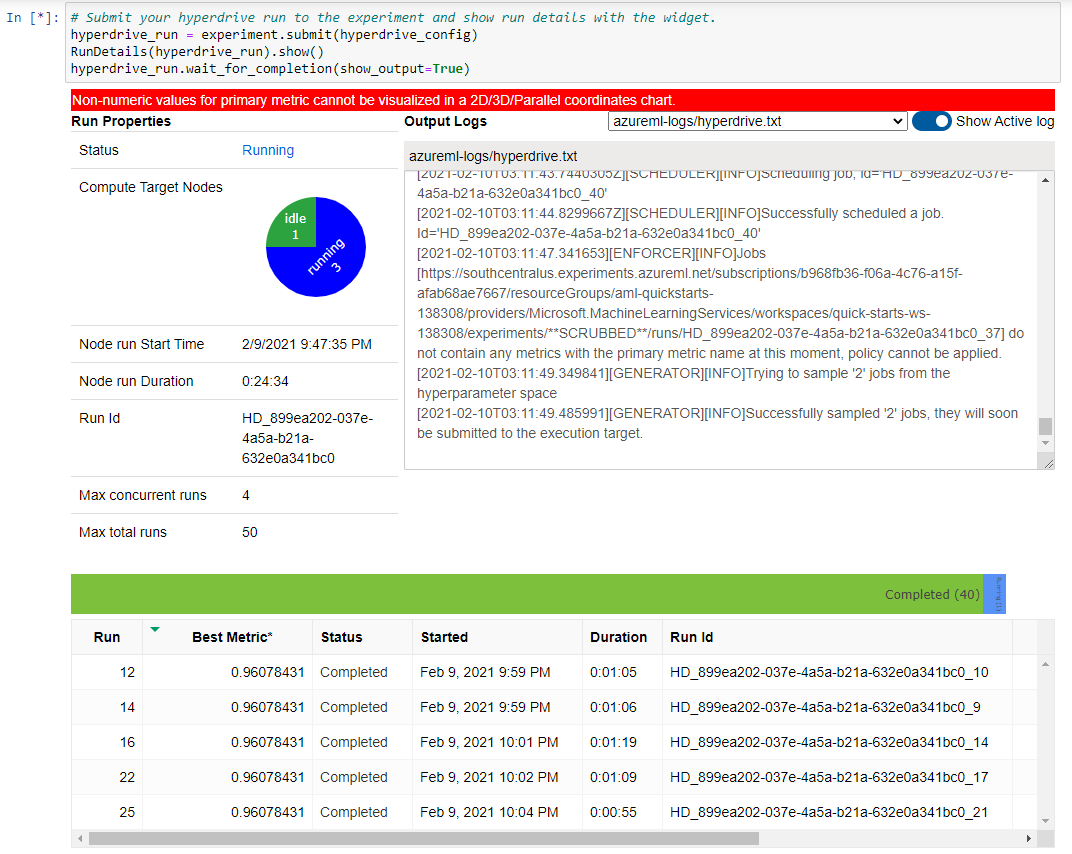 In [*]:
# Submit your hyperdrive run to the experiment and show run details with the widget.
hyperdrive_run = experiment.submit(hyperdrive_config)
RunDetails(hyperdrive_run).show()
hyperdrive_run.wait_for_completion(show_output=True)
Non-numeric values for primary metric cannot be visualized in a 2D/3D/Parallel coordinates chart.
Run Properties
Status Running
Compute Target Nodes
idle
1
running
3
Node run Start Time 2/9/2021 9:47:35 PM
Node run Duration 0:24:34
Run Id HD_899ea202-037e-
4a5a-b21a-
632e0a341bc0
Max concurrent runs 4
Max total runs 50
Output Logs azureml-logs/hyperdrive.txt Show Active log
azureml-logs/hyperdrive.txt
[2021-02-10T03:11:43.7440305Z][SCHEDULER][INFO]Scheduling job, id='HD_899ea202-037e-
4a5a-b21a-632e0a341bc0_40'
[2021-02-10T03:11:44.8299667Z][SCHEDULER][INFO]Successfully scheduled a job.
Id='HD_899ea202-037e-4a5a-b21a-632e0a341bc0_40'
[2021-02-10T03:11:47.341653][ENFORCER][INFO]Jobs
[https://southcentralus.experiments.azureml.net/subscriptions/b968fb36-f06a-4c76-a15f-
afab68ae7667/resourceGroups/aml-quickstarts-
138308/providers/Microsoft.MachineLearningServices/workspaces/quick-starts-ws-
138308/experiments/**SCRUBBED**/runs/HD_899ea202-037e-4a5a-b21a-632e0a341bc0_37] do
not contain any metrics with the primary metric name at this moment, policy cannot be applied.
[2021-02-10T03:11:49.349841][GENERATOR][INFO]Trying to sample '2' jobs from the
hyperparameter space
[2021-02-10T03:11:49.485991][GENERATOR][INFO]Successfully sampled '2' jobs, they will soon
be submitted to the execution target.
Completed (40)
Run Best Metric* Status Started Duration Run Id
12 0.96078431 Completed Feb 9, 2021 9:59 PM 0:01:05 HD_899ea202-037e-4a5a-b21a-632e0a341bc0_10
14 0.96078431 Completed Feb 9, 2021 9:59 PM 0:01:06 HD_899ea202-037e-4a5a-b21a-632e0a341bc0_9
16 0.96078431 Completed Feb 9, 2021 10:01 PM 0:01:19 HD_899ea202-037e-4a5a-b21a-632e0a341bc0_14
22 0.96078431 Completed Feb 9, 2021 10:02 PM 0:01:09 HD_899ea202-037e-4a5a-b21a-632e0a341bc0_17
25 0.96078431 Completed Feb 9, 2021 10:04 PM 0:00:55 HD_899ea202-037e-4a5a-b21a-632e0a341bc0_21